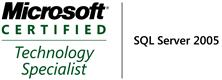 Microsoft
CERTIFIED
Technology
Specialist
SQL Server 2005